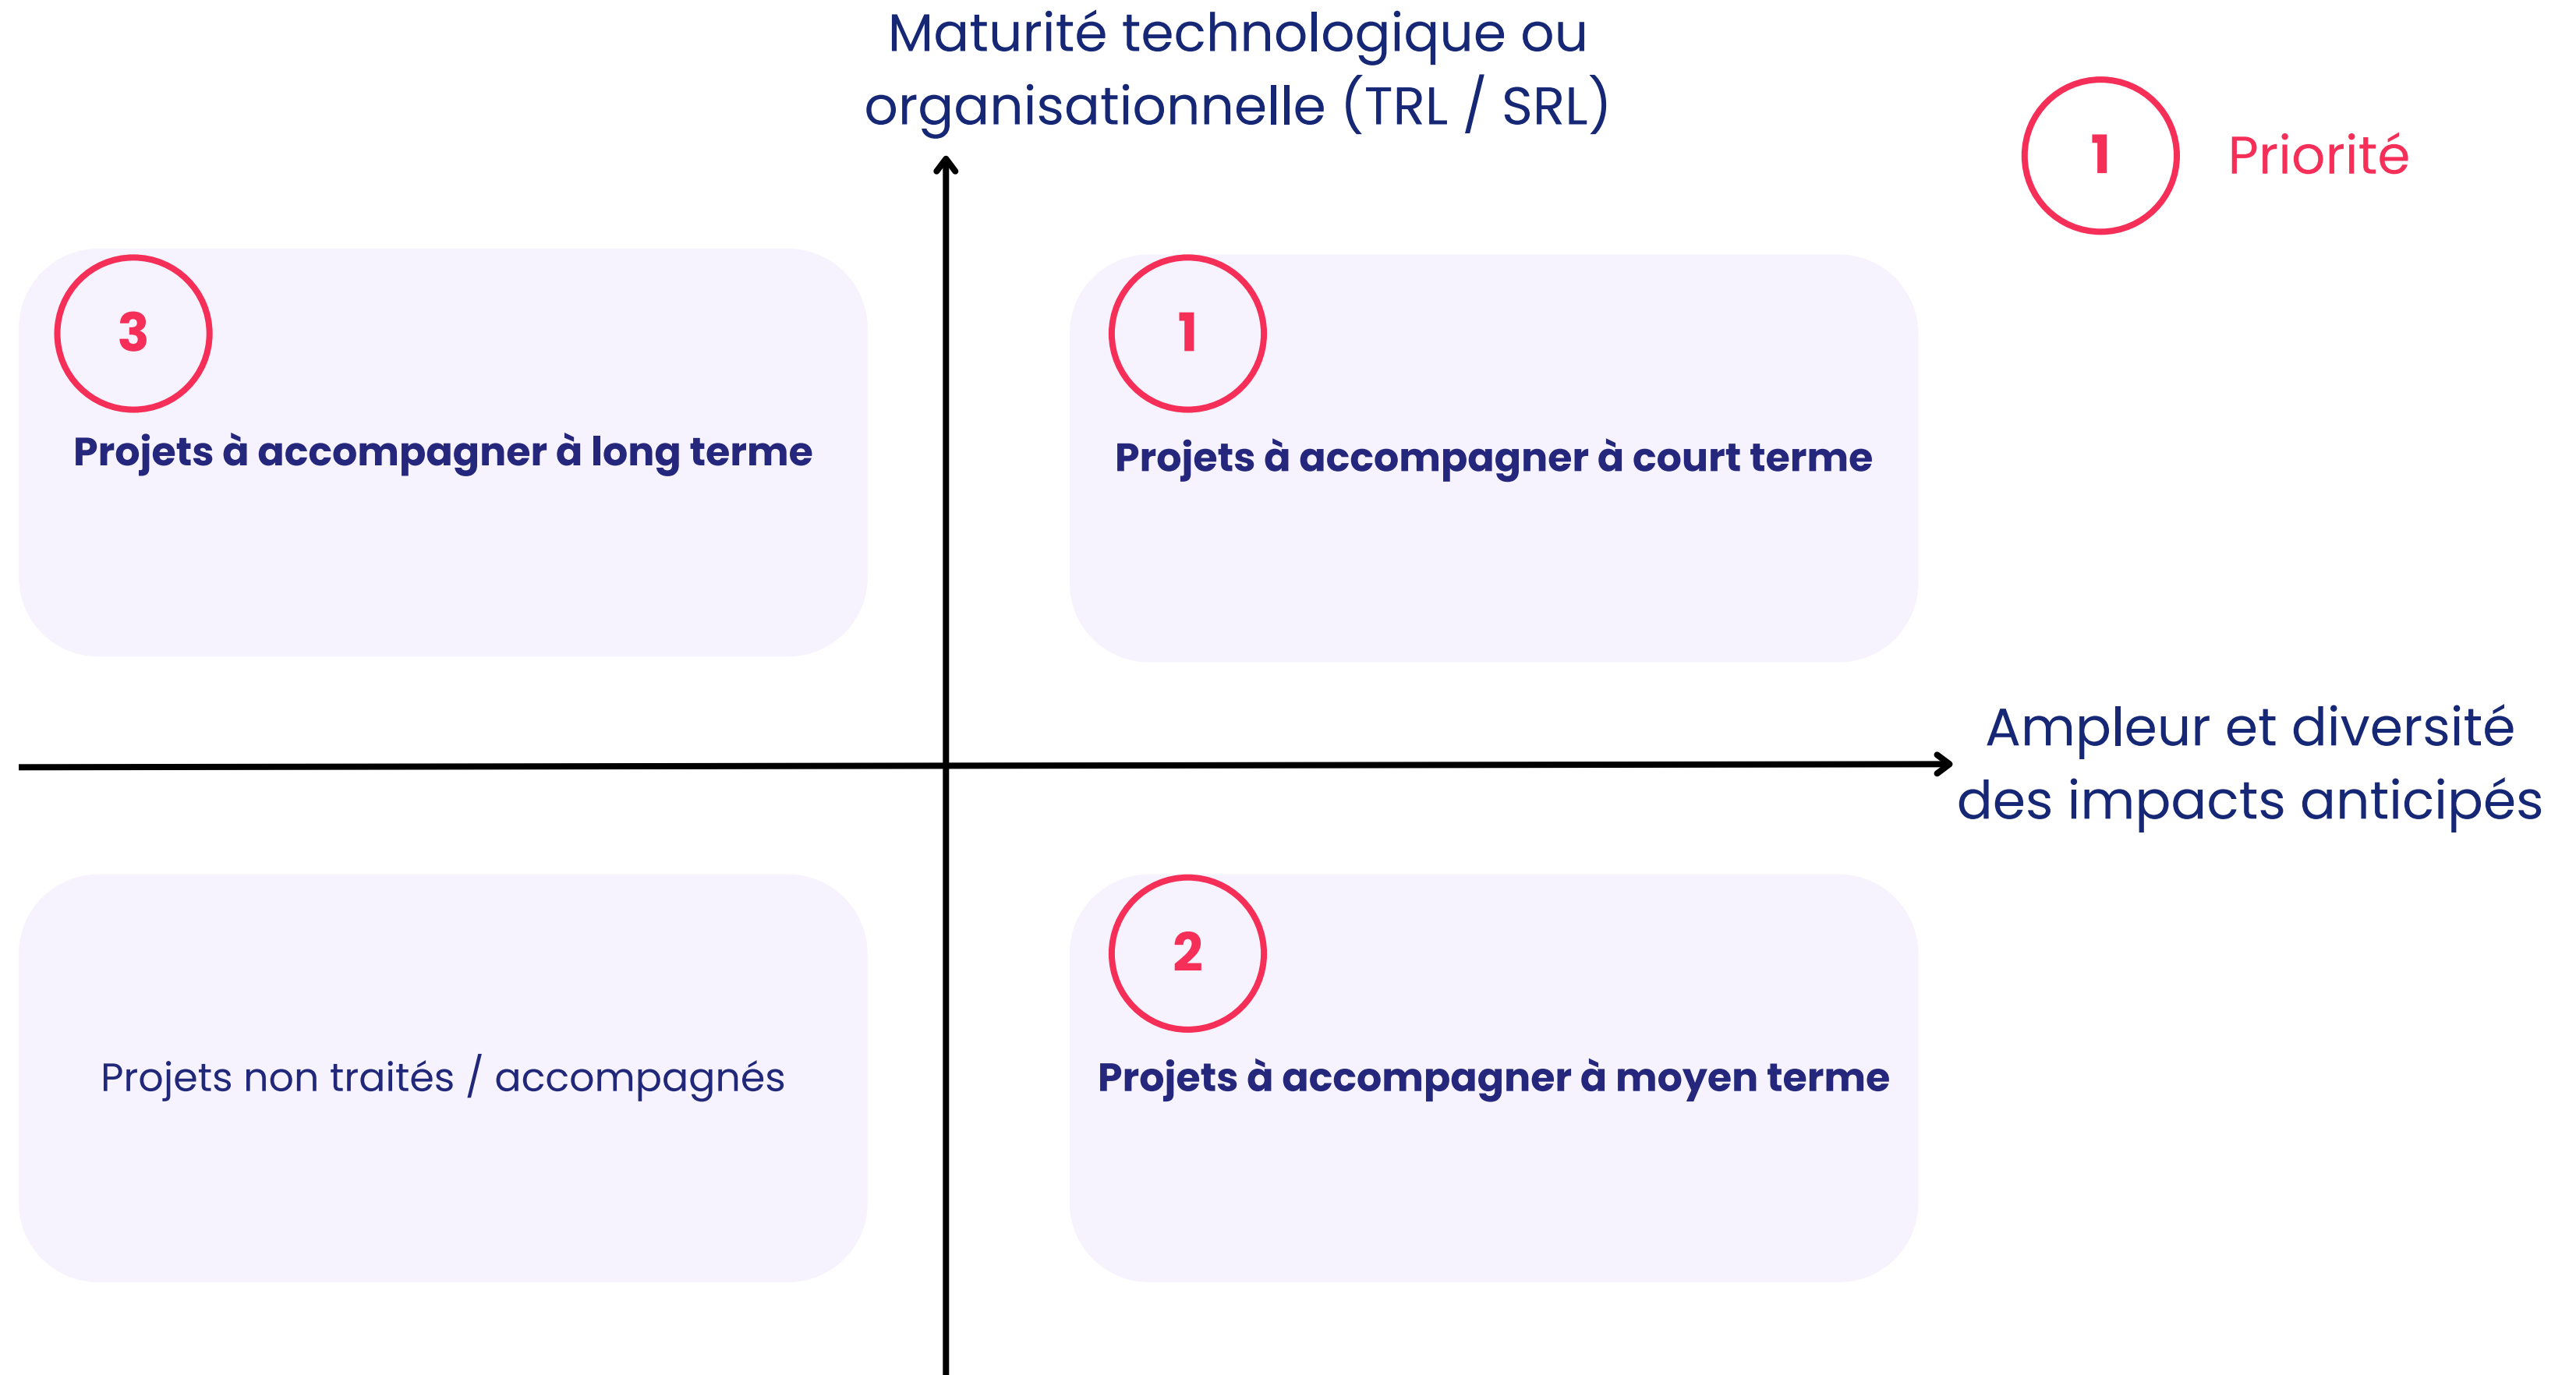 Maturité technologique ou
organisationnelle (TRL / SRL)
1
Priorité
3
Projets à accompagner à long terme
1
Projets à accompagner à court terme
Ampleur et diversité
des impacts anticipés
Projets non traités / accompagnés
2
Projets à accompagner à moyen terme